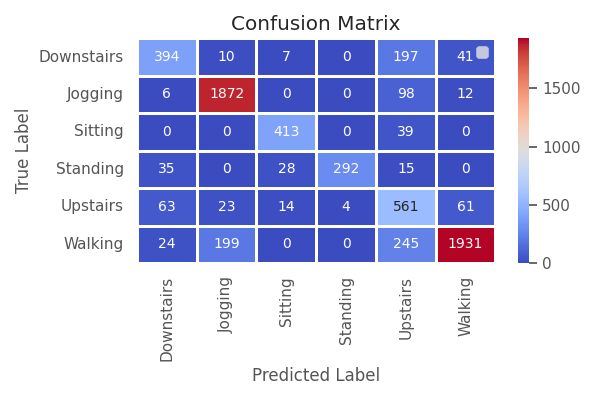 Confusion Matrix
True Label
Downstairs 394 10 7 0 197 41
Jogging 6 1872 0 0 98 12
Sitting 0 0 413 0 39 0
Standing 35 0 28 292 15 0
Upstairs 63 23 14 4 561 61
Walking 24 199 0 0 245 1931
Downstairs Jogging Sitting Standing Upstairs Walking
Predicted Label
1500
1000
500
0